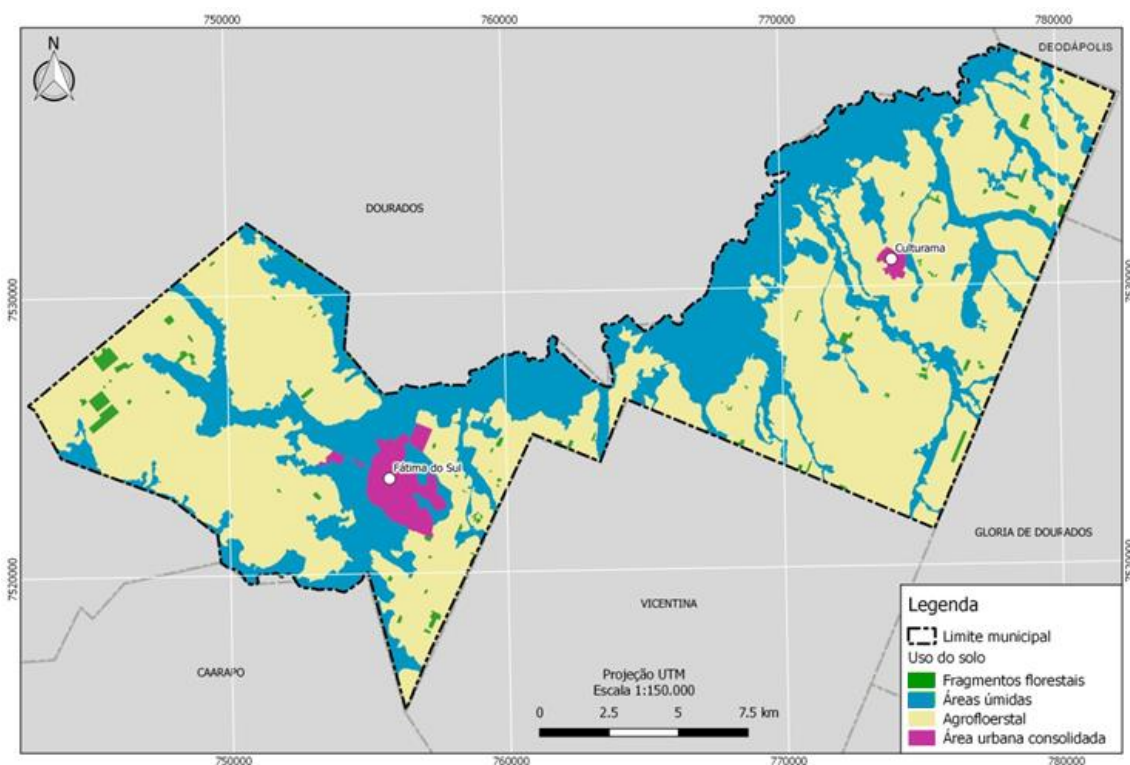 750000
760000
770000
780000
N
DEODÁPOLIS
DOURADOS
Culturama
7530000
7530000
Fátima do Sul
GLORIA DE DOURADOS
7520000
7520000
VICENTINA
CAARAPO
Projeção UTM
Escala 1:150.000
0 2.5 5 7.5 km
Legenda
Limite municipal
Uso do solo
Fragmentos florestais
Áreas úmidas
Agrofloerstal
Área urbana consolidada
750000
760000
770000
780000